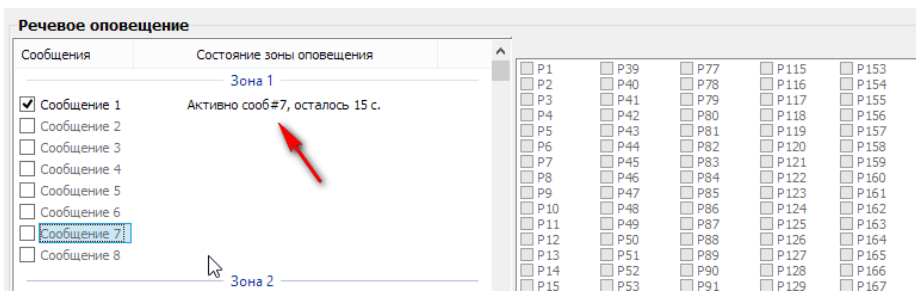 Речевое оповещение
Сообщения Состояние зоны оповещения
Зона 1
Сообщение 1 Активно сооб#7, осталось 15 с.
Сообщение 2
Сообщение 3
Сообщение 4
Сообщение 5
Сообщение 6
Сообщение 7
Сообщение 8
Зона 2
P1 P39 P77 P115 P153
P2 P40 P78 P116 P154
P3 P41 P79 P117 P155
P4 P42 P80 P118 P156
P5 P43 P81 P119 P157
P6 P44 P82 P120 P158
P7 P45 P83 P121 P159
P8 P46 P84 P122 P160
P9 P47 P85 P123 P161
P10 P48 P86 P124 P162
P11 P49 P87 P125 P163
P12 P50 P88 P126 P164
P13 P51 P89 P127 P165
P14 P52 P90 P128 P166
P15 P53 P91 P129 P167